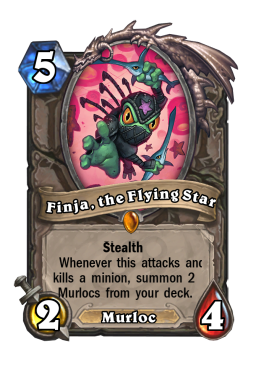 5
Finja, the Flying Star
Stealth
Whenever this attacks and
kills a minion, summon 2
Murlocs from your deck.
2
Murloc
4